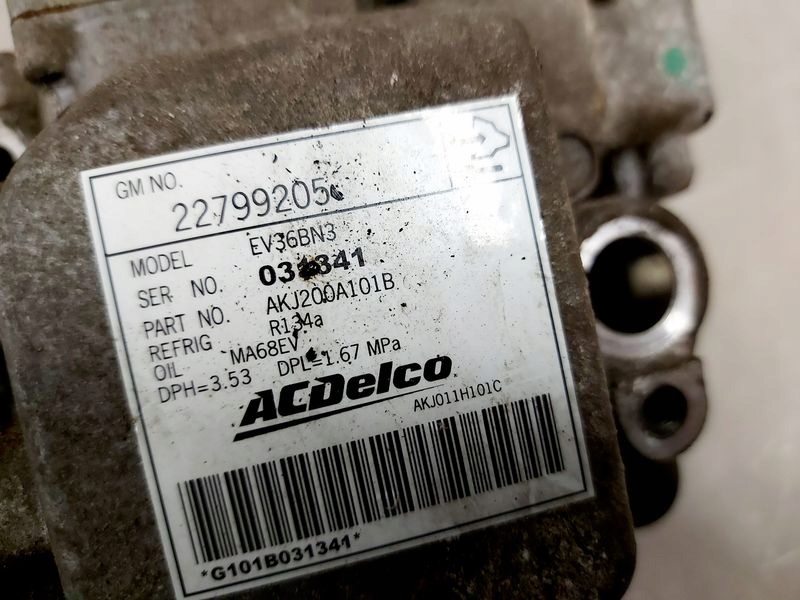 GM NO.
22799205
MODEL EV36BN3
SER NO. 031341
PART NO. AKJ200A101B
REFRIG R134a
OIL MA68EV
DPH=3.53 DPL=1.67 MPa
ACDelco
AKJ011H101C
*G101B031341*